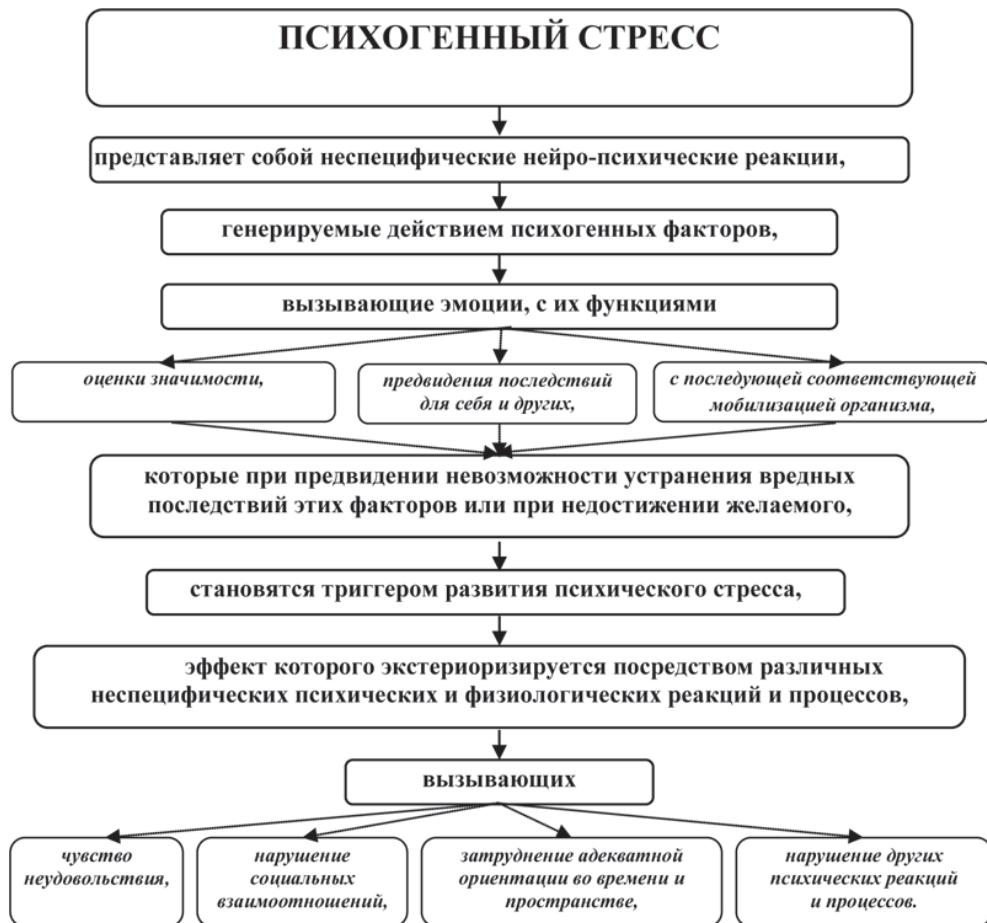 ПСИХОГЕННЫЙ СТРЕСС
представляет собой неспецифические нейро-психические реакции,
генерируемые действием психогенных факторов,
вызывающие эмоции, с их функциями
оценки значимости,
предвидения последствий
для себя и других,
с последующей соответствующей
мобилизацией организма,
которые при предвидении невозможности устранения вредных
последствий этих факторов или при недостижении желаемого,
становятся триггером развития психического стресса,
эффект которого экстериоризируется посредством различных
неспецифических психических и физиологических реакций и процессов,
вызывающих
чувство
неудовольствия,
нарушение
социальных
взаимоотношений,
затруднение адекватной
ориентации во времени и
пространстве,
нарушение других
психических реакций
и процессов.